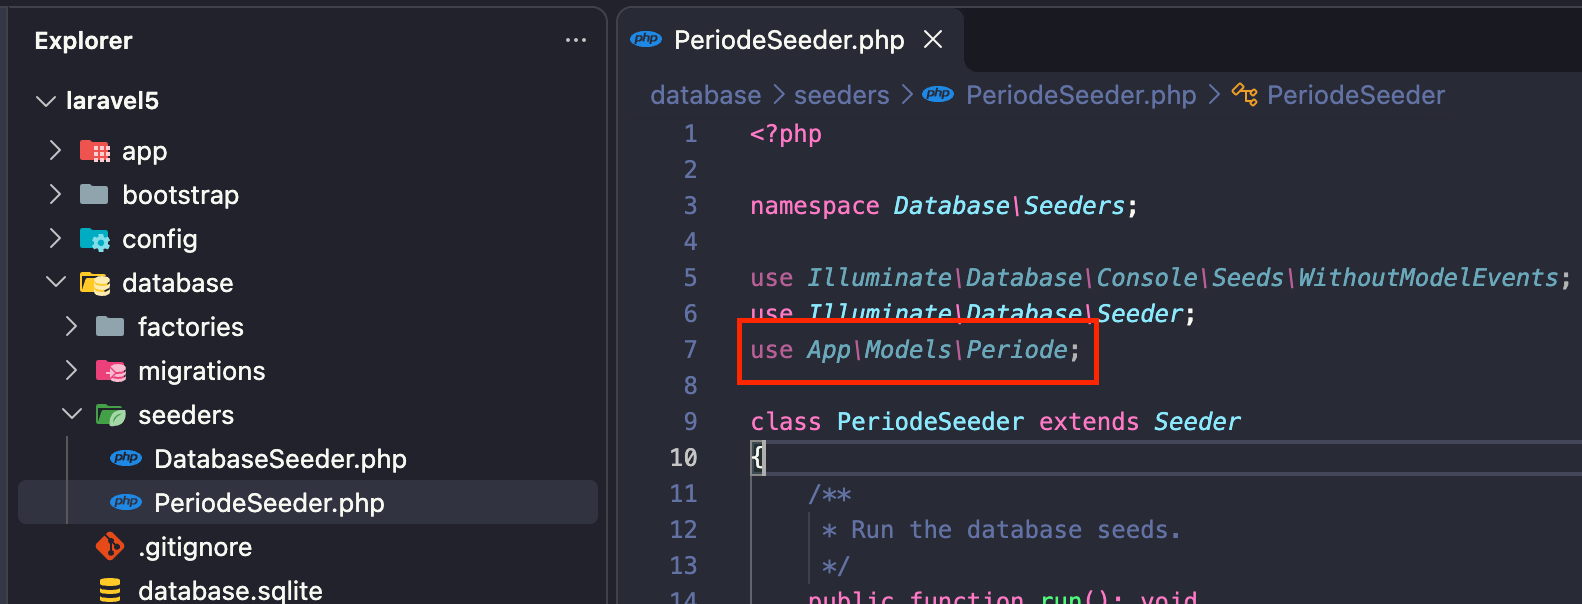 Explorer
laravel5
app
bootstrap
config
database
factories
migrations
seeders
DatabaseSeeder.php
PeriodeSeeder.php
.gitignore
database.sqlite
php PeriodeSeeder.php
database > seeders > php PeriodeSeeder.php > PeriodeSeeder
1 <?php
2
3 namespace Database\Seeders;
4
5 use Illuminate\Database\Console\Seeds\WithoutModelEvents;
6 use Illuminate\Database\Seeder;
7 use App\Models\Periode;
8
9 class PeriodeSeeder extends Seeder
10 {
11 /**
12 * Run the database seeds.
13 */
14 public function run(): void